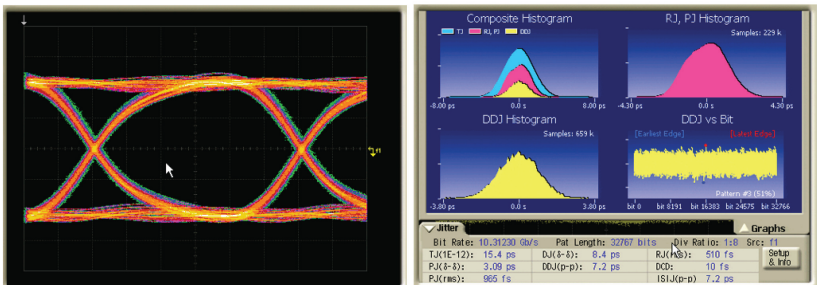 Composite Histogram
TJ RJ, PJ DDJ
-8.00 ps 0.0 s 8.00 ps
RJ, PJ Histogram
Samples: 229 k
-4.30 ps 0.0 s 4.30 ps
DDJ Histogram
Samples: 659 k
-3.80 ps 0.0 s
DDJ vs Bit
[Earliest Edge] [Latest Edge]
Pattern #3 (51%)
bit 0 bit 8191 bit 16383 bit 24575 bit 32766
Jitter Graphs
Bit Rate: 10.31230 Gb/s Pat Length: 32767 bits Div Ratio: 1:8 Src: f1
TJ(1E-12): 15.4 ps DDJ(δ-δ): 8.4 ps RJ(rms): 510 fs
PJ(δ-δ): 3.09 ps DDJ(p-p): 7.2 ps DCD: 10 fs
PJ(rms): 965 fs ISI,J(p-p) 7.2 ps
Setup
& Info